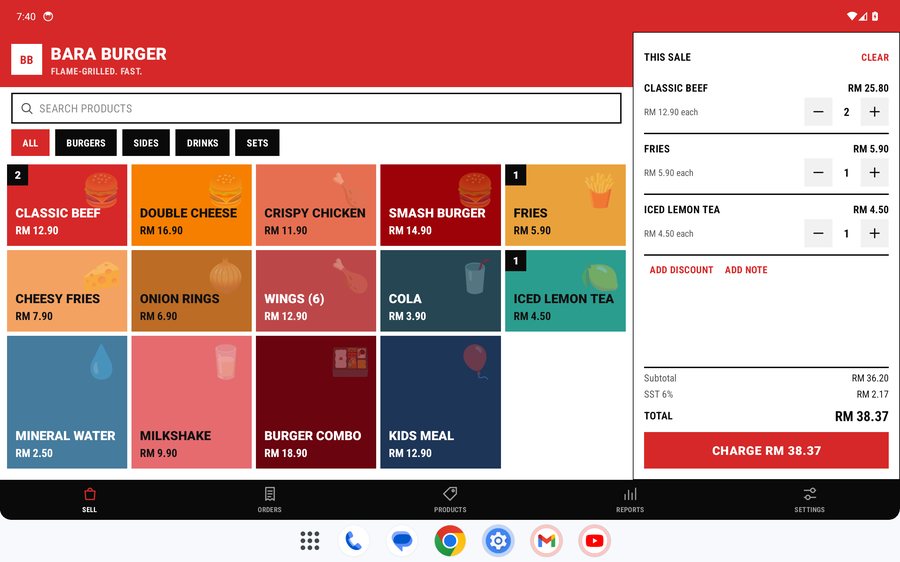 7:40
BB
BARA BURGER
FLAME-GRILLED. FAST.
SEARCH PRODUCTS
ALL
BURGERS
SIDES
DRINKS
SETS
2
CLASSIC BEEF
RM 12.90
DOUBLE CHEESE
RM 16.90
CRISPY CHICKEN
RM 11.90
SMASH BURGER
RM 14.90
1
FRIES
RM 5.90
CHEESY FRIES
RM 7.90
ONION RINGS
RM 6.90
WINGS (6)
RM 12.90
COLA
RM 3.90
1
ICED LEMON TEA
RM 4.50
MINERAL WATER
RM 2.50
MILKSHAKE
RM 9.90
BURGER COMBO
RM 18.90
KIDS MEAL
RM 12.90
THIS SALE
CLEAR
CLASSIC BEEF
RM 25.80
RM 12.90 each
2
FRIES
RM 5.90
RM 5.90 each
1
ICED LEMON TEA
RM 4.50
RM 4.50 each
1
ADD DISCOUNT
ADD NOTE
Subtotal
RM 36.20
SST 6%
RM 2.17
TOTAL
RM 38.37
CHARGE RM 38.37
SELL
ORDERS
PRODUCTS
REPORTS
SETTINGS